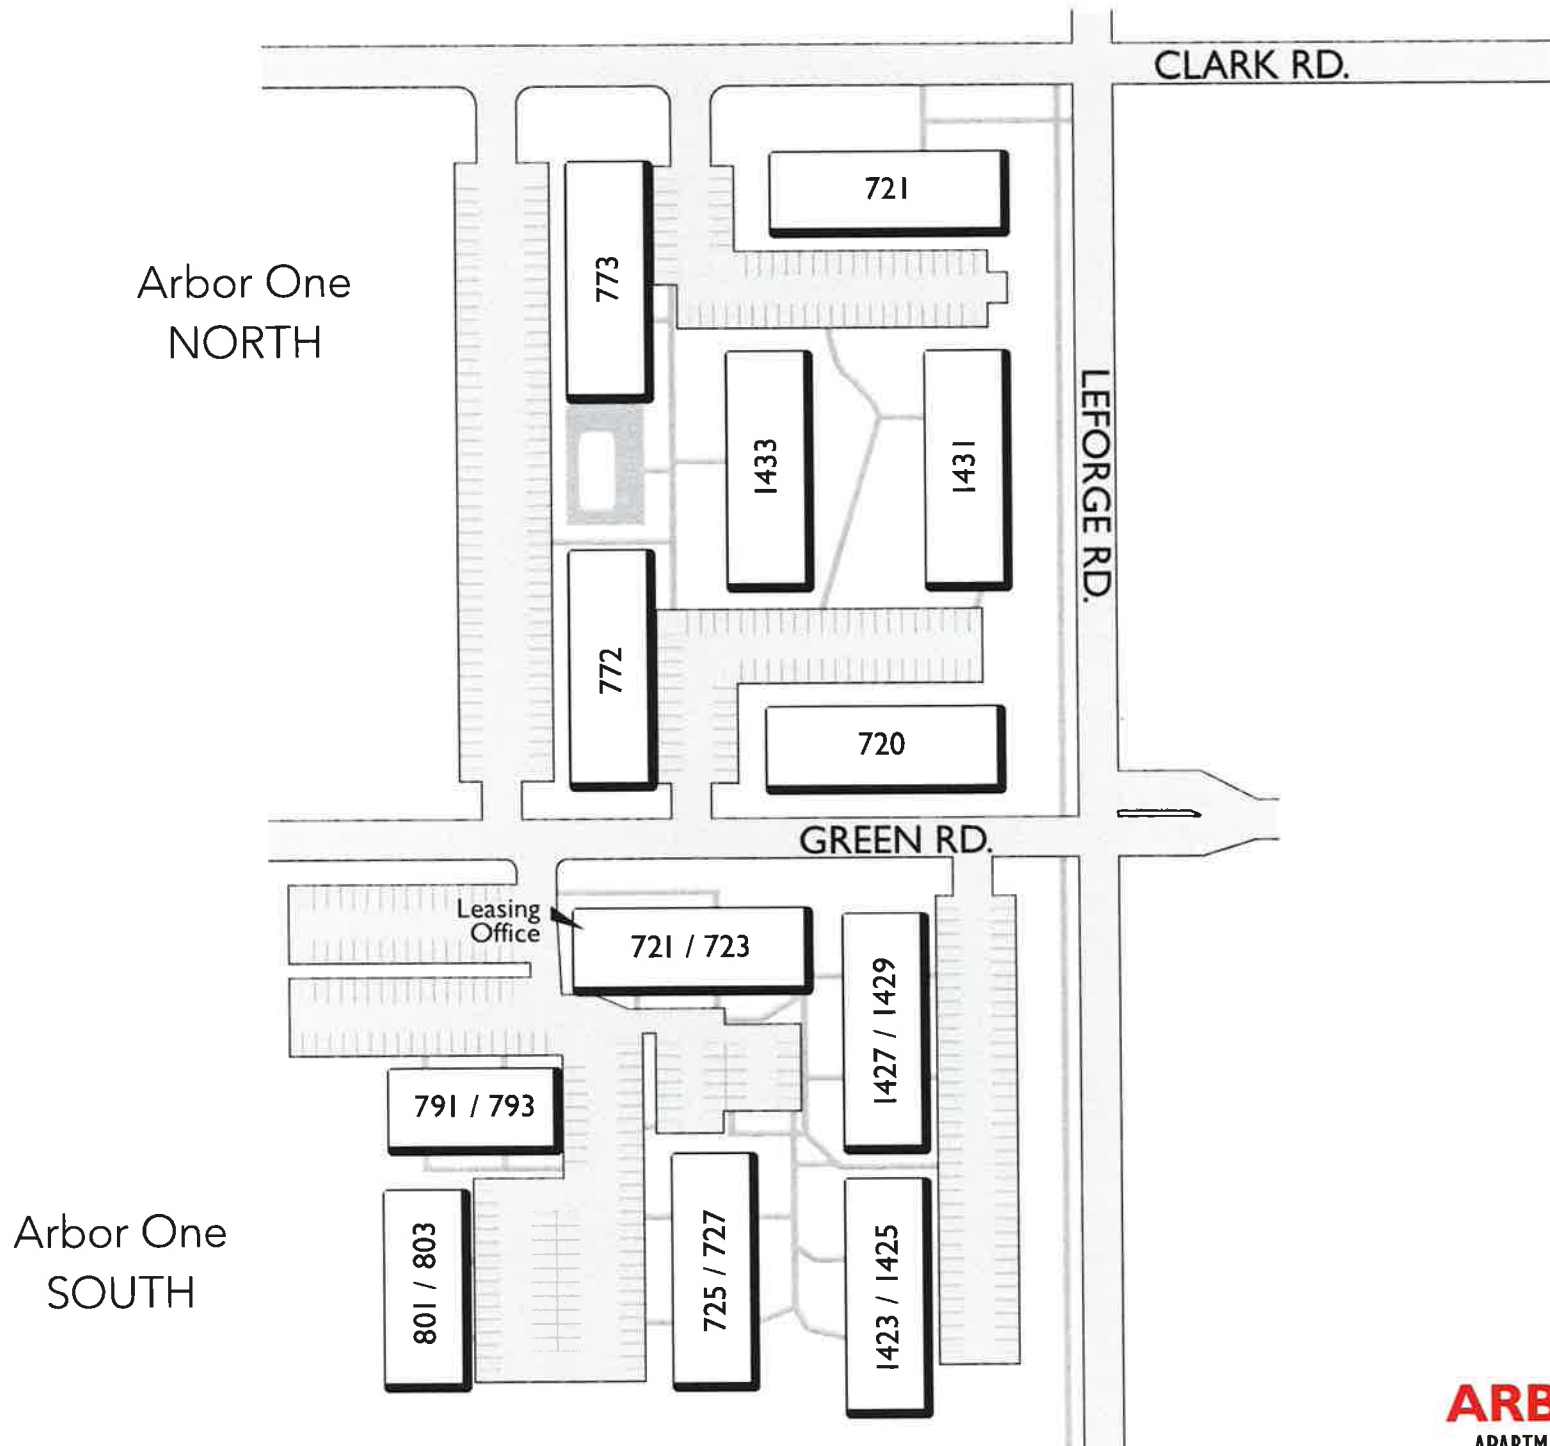 CLARK RD.
721
773
Arbor One
NORTH
1433
1431
LEFORGE RD.
772
720
GREEN RD.
Leasing
Office
721 / 723
1427 / 1429
791 / 793
Arbor One
SOUTH
801 / 803
725 / 727
1423 / 1425
ARB
APARTM